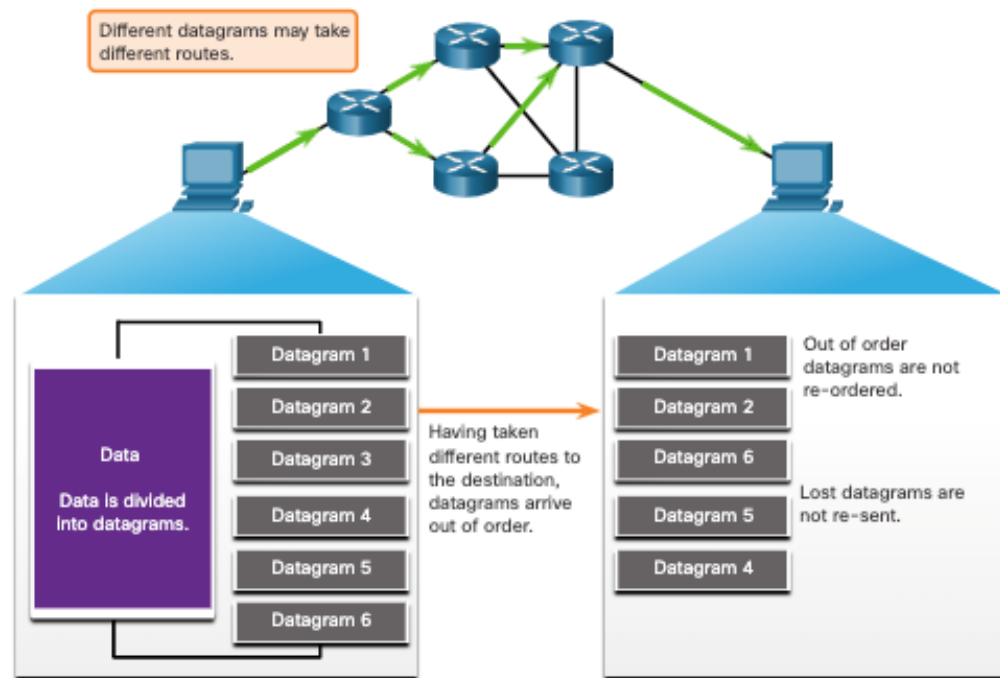 Different datagrams may take
different routes.
Data
Data is divided
into datagrams.
Datagram 1
Datagram 2
Datagram 3
Datagram 4
Datagram 5
Datagram 6
Having taken
different routes to
the destination,
datagrams arrive
out of order.
Datagram 1
Datagram 2
Datagram 6
Datagram 5
Datagram 4
Out of order
datagrams are not
re-ordered.
Lost datagrams are
not re-sent.